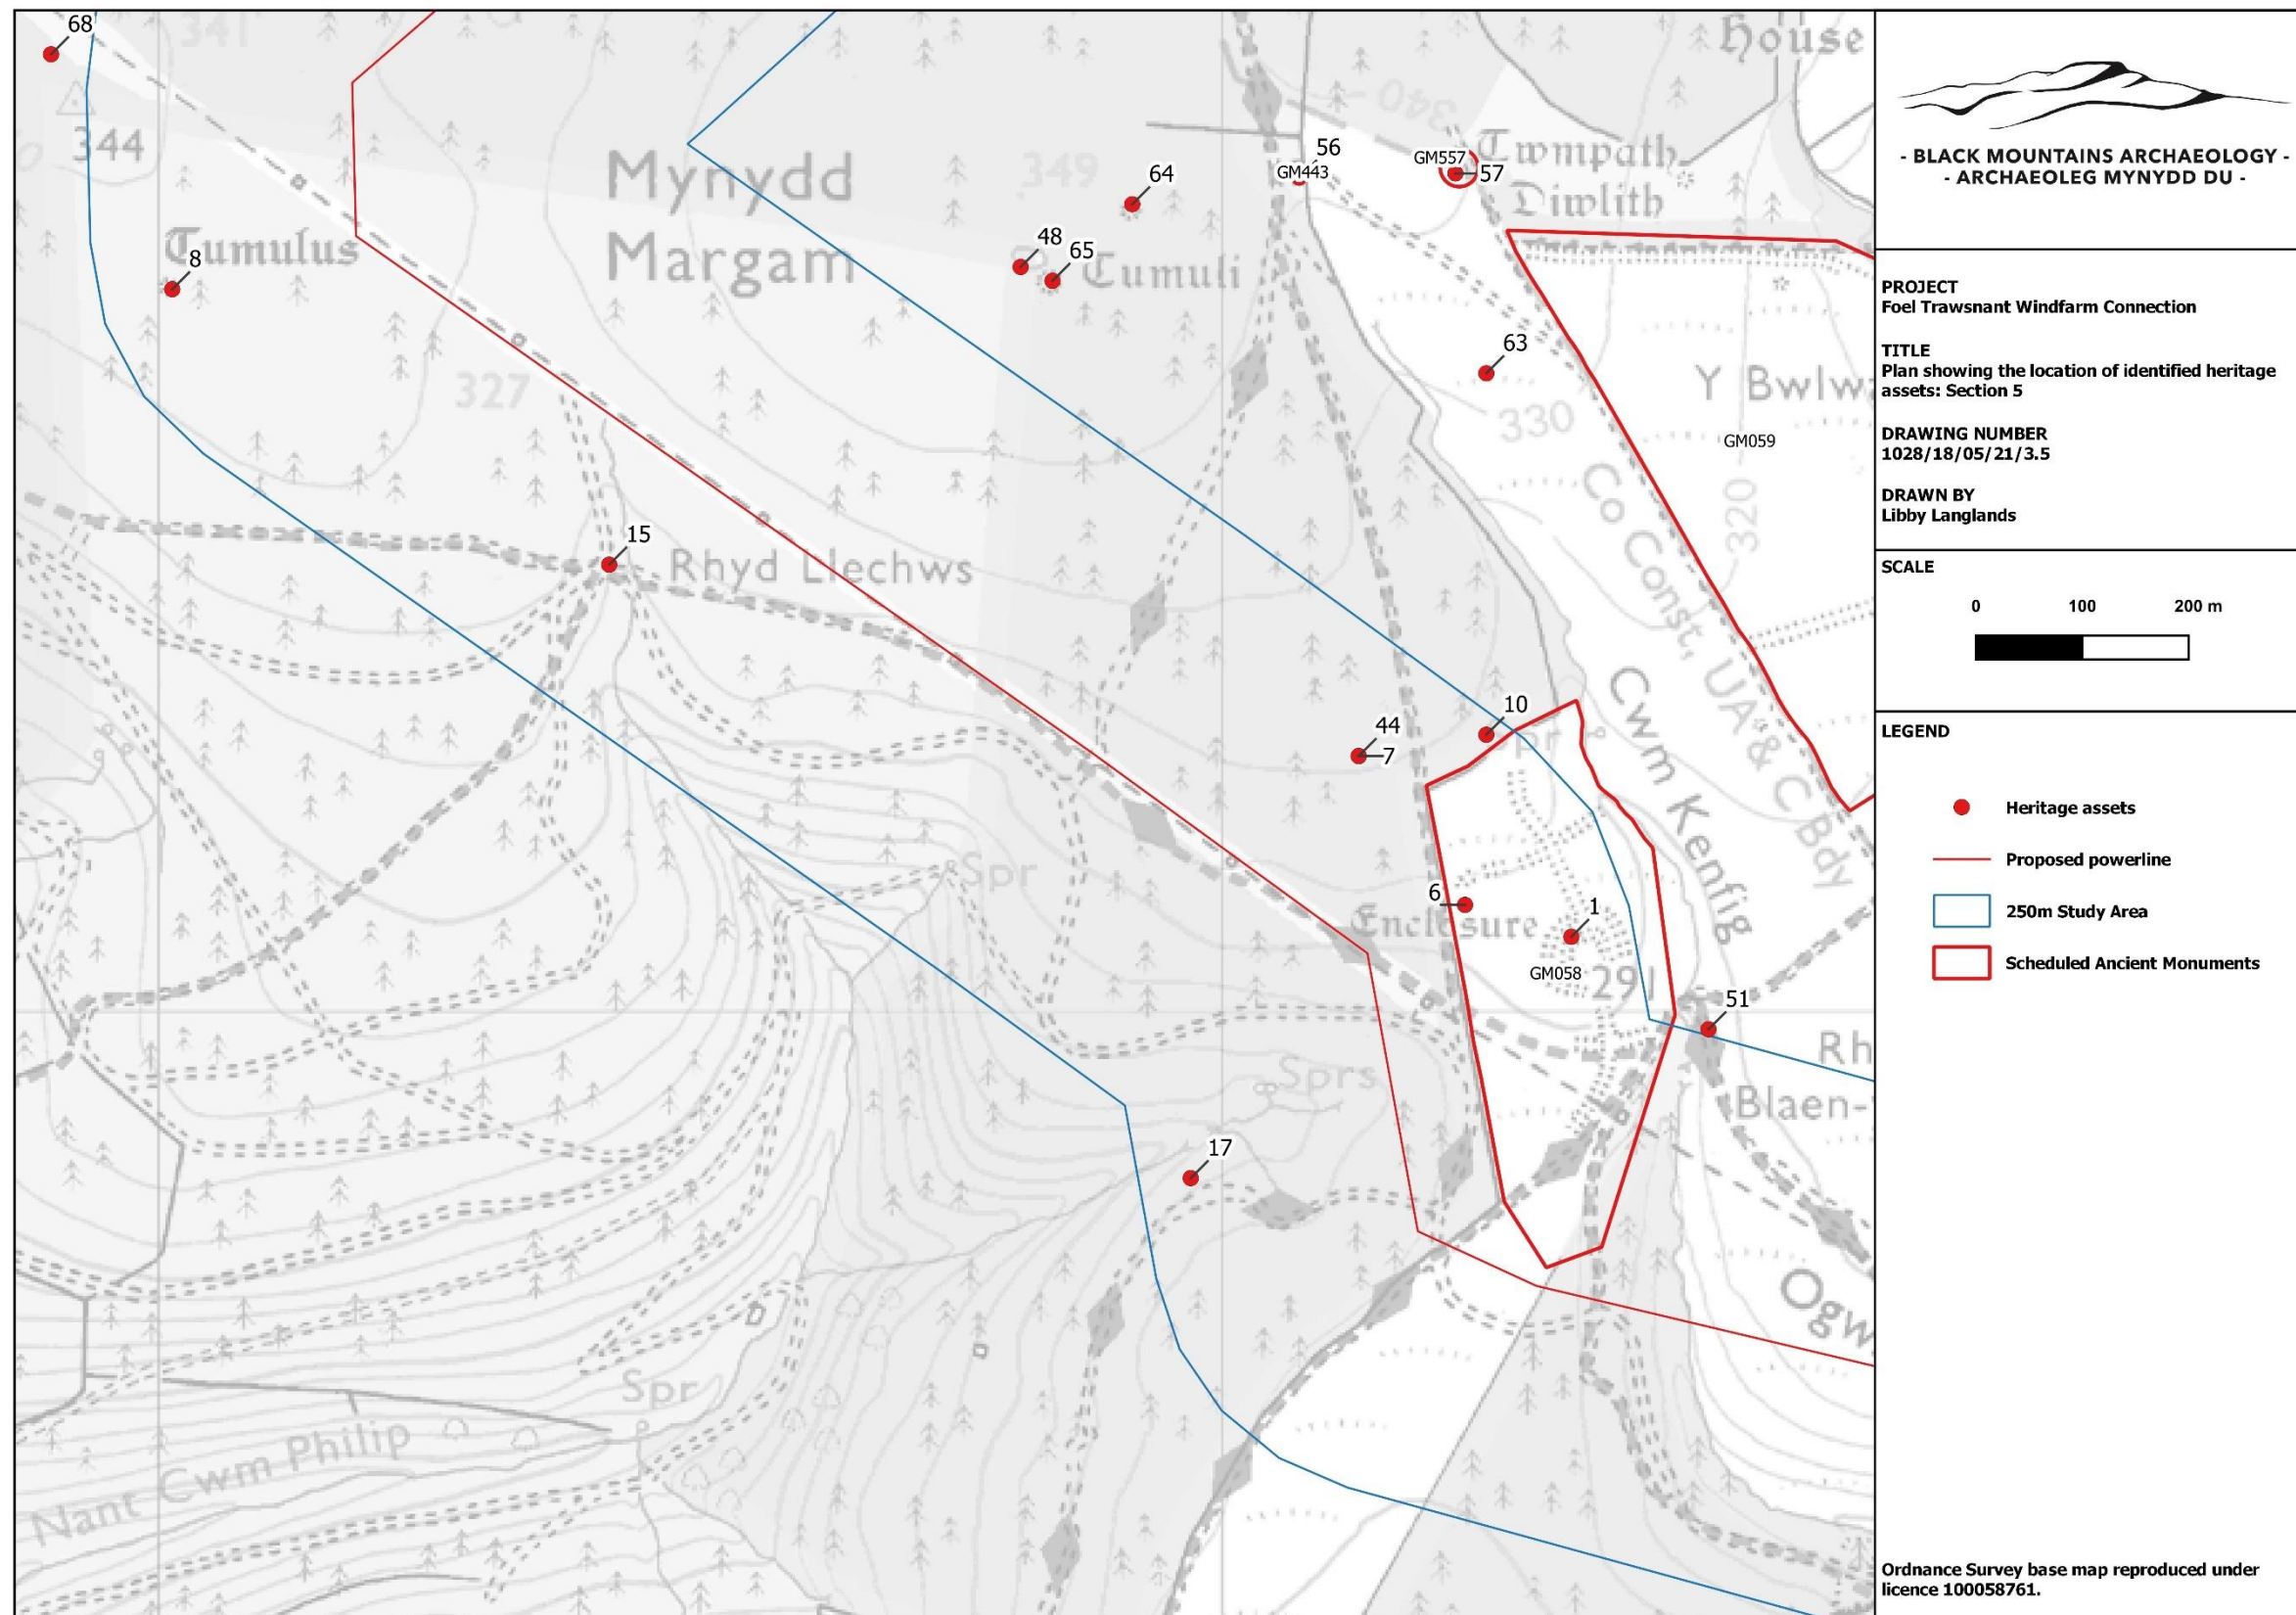 68
341
344
8
Tumulus
Mynydd
Margam
349
64
48
65
Tumuli
56
GM443
340
GM557
57
Twmpath
Diwlith
House
63
330
Y Bwlw
GM059
320
327
15
Rhyd Llechws
Co Const, UA & C Bdy
Cwm Kenfig
10
Spr
44
7
6
Enclosure
1
GM058
291
51
Rh
Blaen-
Ogw
Spr
Sprs
17
Spr
Nant Cwm Philip
- BLACK MOUNTAINS ARCHAEOLOGY -
- ARCHAEOLEG MYNYDD DU -
PROJECT
Foel Trawsnant Windfarm Connection
TITLE
Plan showing the location of identified heritage
assets: Section 5
DRAWING NUMBER
1028/18/05/21/3.5
DRAWN BY
Libby Langlands
SCALE
0 100 200 m
LEGEND
Heritage assets
Proposed powerline
250m Study Area
Scheduled Ancient Monuments
Ordnance Survey base map reproduced under
licence 100058761.